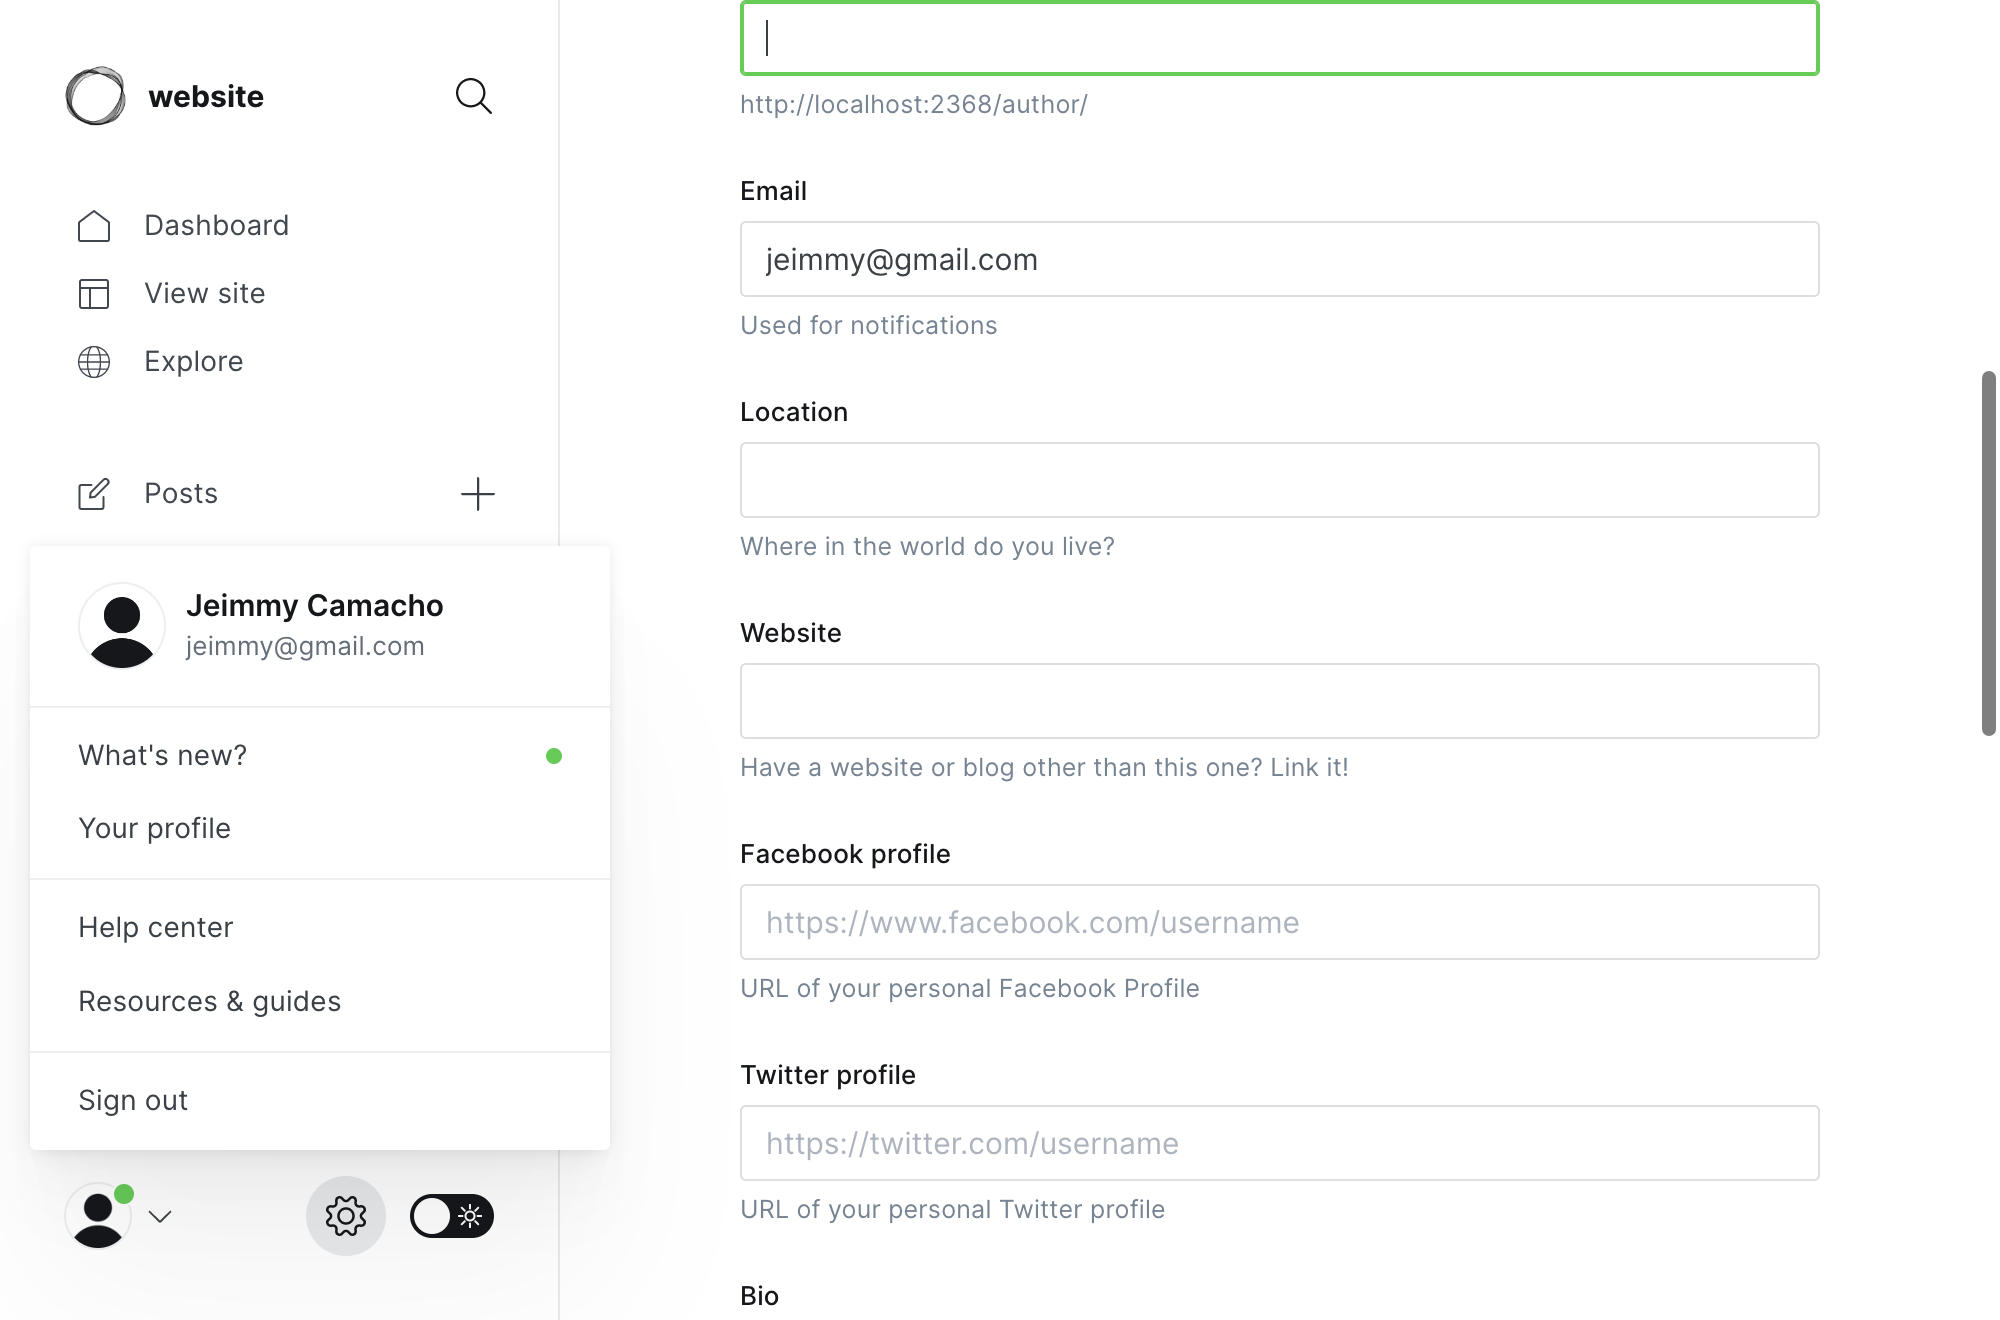 website
Dashboard
View site
Explore
Posts
Jeimmy Camacho
jeimmy@gmail.com
What's new?
Your profile
Help center
Resources & guides
Sign out
http://localhost:2368/author/
Email
jeimmy@gmail.com
Used for notifications
Location
Where in the world do you live?
Website
Have a website or blog other than this one? Link it!
Facebook profile
https://www.facebook.com/username
URL of your personal Facebook Profile
Twitter profile
https://twitter.com/username
URL of your personal Twitter profile
Bio